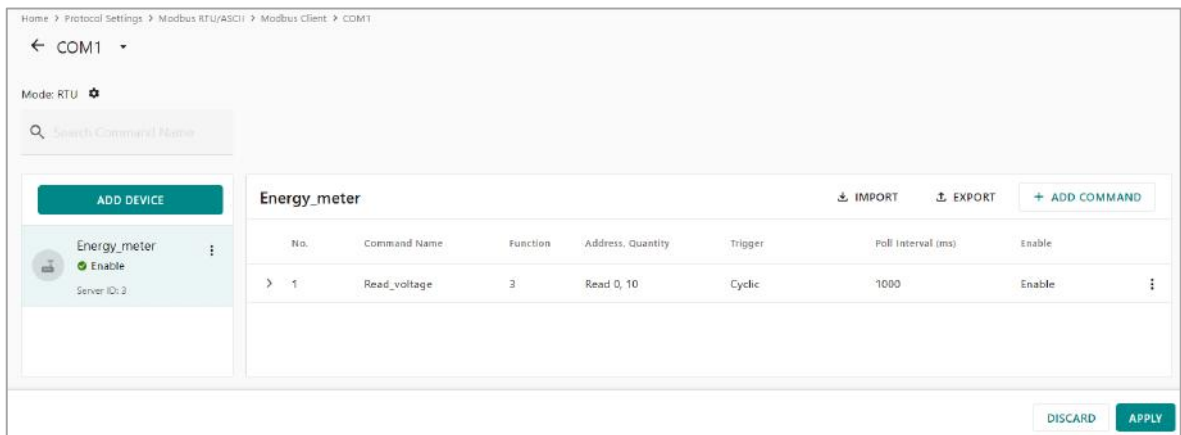 Home > Protocol Settings > Modbus RTU/ASCII > Modbus Client > COM1
COM1
Mode: RTU
Search Command Name
ADD DEVICE
Energy_meter
Enable
Server ID: 3
Energy_meter
IMPORT
EXPORT
+ ADD COMMAND
No. Command Name Function Address, Quantity Trigger Poll Interval (ms) Enable
1 Read_voltage 3 Read 0, 10 Cyclic 1000 Enable
DISCARD
APPLY